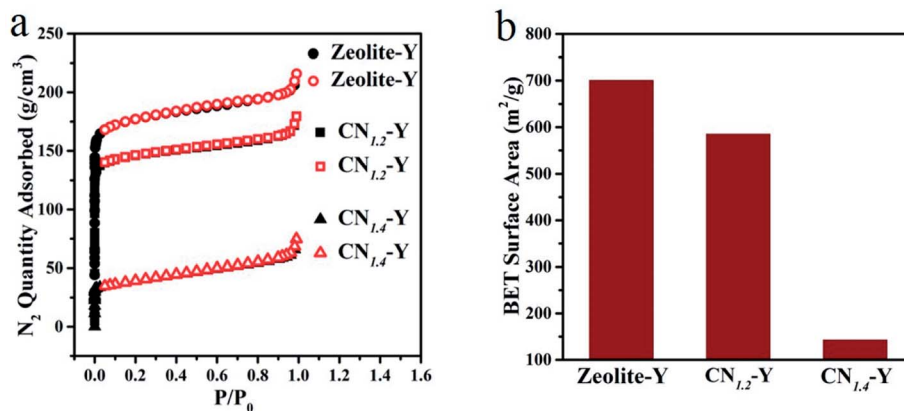 a
250
200
150
100
50
0
N₂ Quantity Adsorbed (g/cm³)
Zeolite-Y
Zeolite-Y
CN₁.₂-Y
CN₁.₂-Y
CN₁.₄-Y
CN₁.₄-Y
0.0 0.2 0.4 0.6 0.8 1.0 1.2 1.4 1.6
P/P₀
b
800
700
600
500
400
300
200
100
BET Surface Area (m²/g)
Zeolite-Y CN₁.₂-Y CN₁.₄-Y